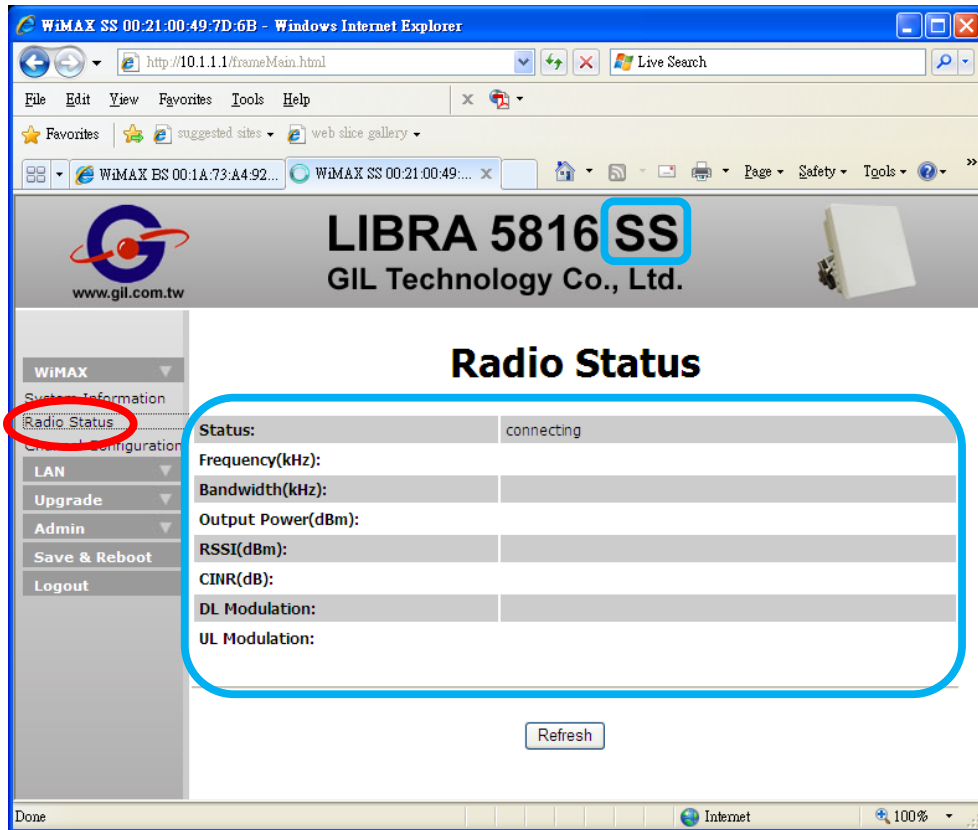 WiMAX SS 00:21:00:49:7D:6B - Windows Internet Explorer
http://10.1.1.1/frameMain.html
Live Search
File Edit View Favorites Tools Help
Favorites suggested sites web slice gallery
WiMAX BS 00:1A:73:A4:92... WiMAX SS 00:21:00:49:... Page Safety Tools
www.gil.com.tw
LIBRA 5816 SS
GIL Technology Co., Ltd.
WiMAX
System Information
Radio Status
Channel Configuration
LAN
Upgrade
Admin
Save & Reboot
Logout
Radio Status
Status: connecting
Frequency(kHz):
Bandwidth(kHz):
Output Power(dBm):
RSSI(dBm):
CINR(dB):
DL Modulation:
UL Modulation:
Refresh
Done Internet 100%